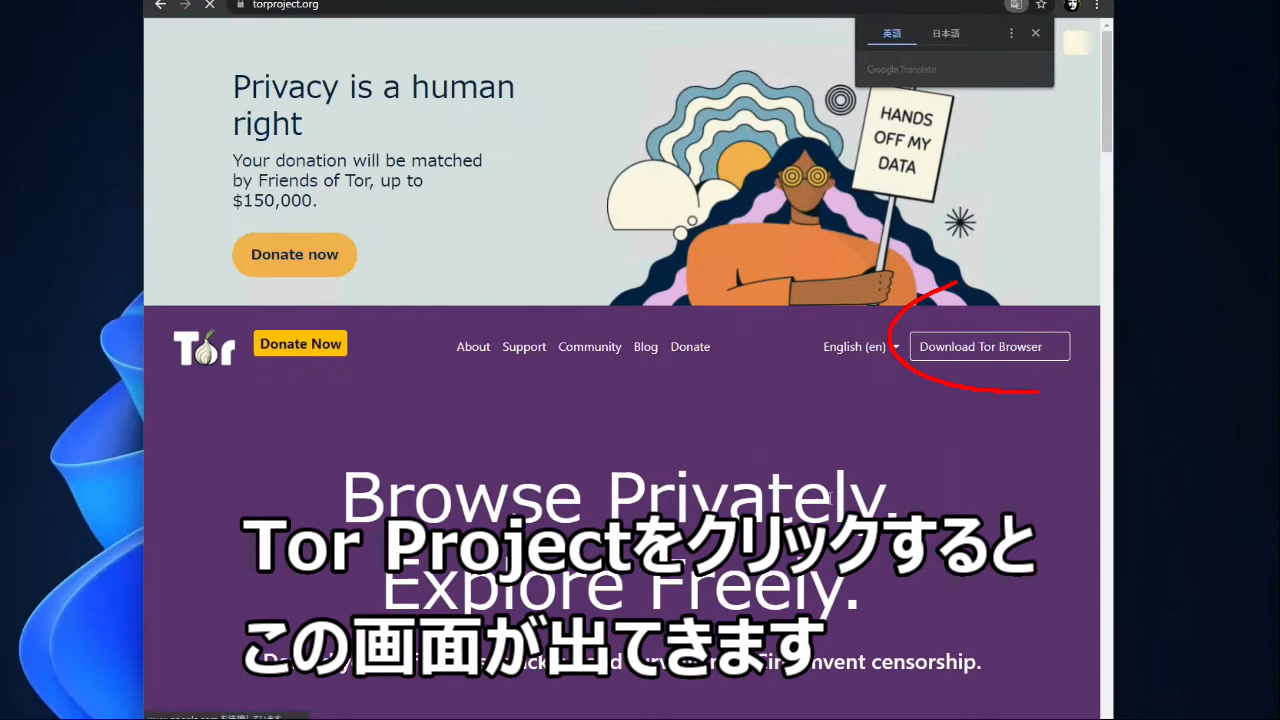 torproject.org
英語
日本語
Google Translate
Privacy is a human
right
Your donation will be matched
by Friends of Tor, up to
$150,000.
Donate now
HANDS
OFF MY
DATA
Tor
Donate Now
About
Support
Community
Blog
Donate
English (en)
Download Tor Browser
Browse Privately.
Explore Freely.
Tor Projectをクリックすると
この画面が出てきます
censorship.